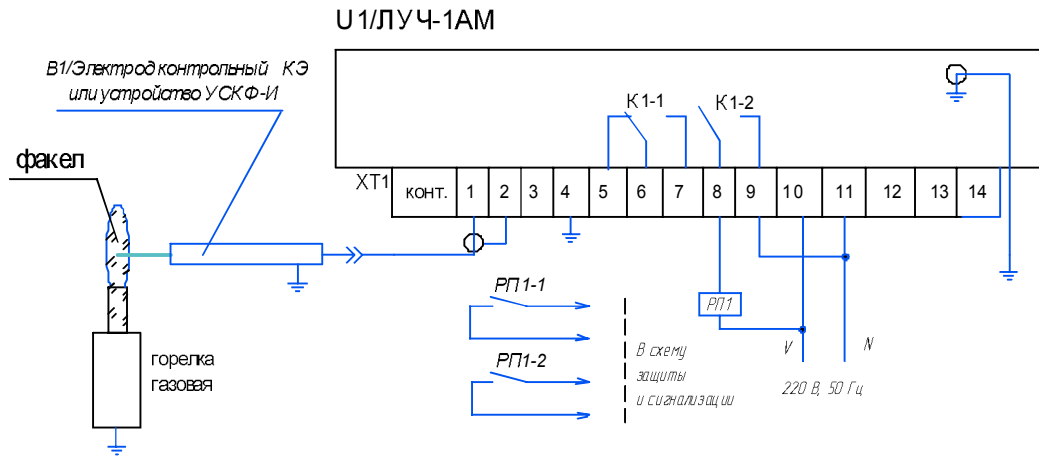 U1/ЛУЧ-1АМ
В1/Электрод контрольный КЭ
или устройство УСКФ-И
факел
К1-1
К1-2
ХТ1
конт.
1
2
3
4
5
6
7
8
9
10
11
12
13
14
РП1-1
РП1
РП1-2
В схему
защиты
и сигнализации
V
N
220 В, 50 Гц
горелка
газовая